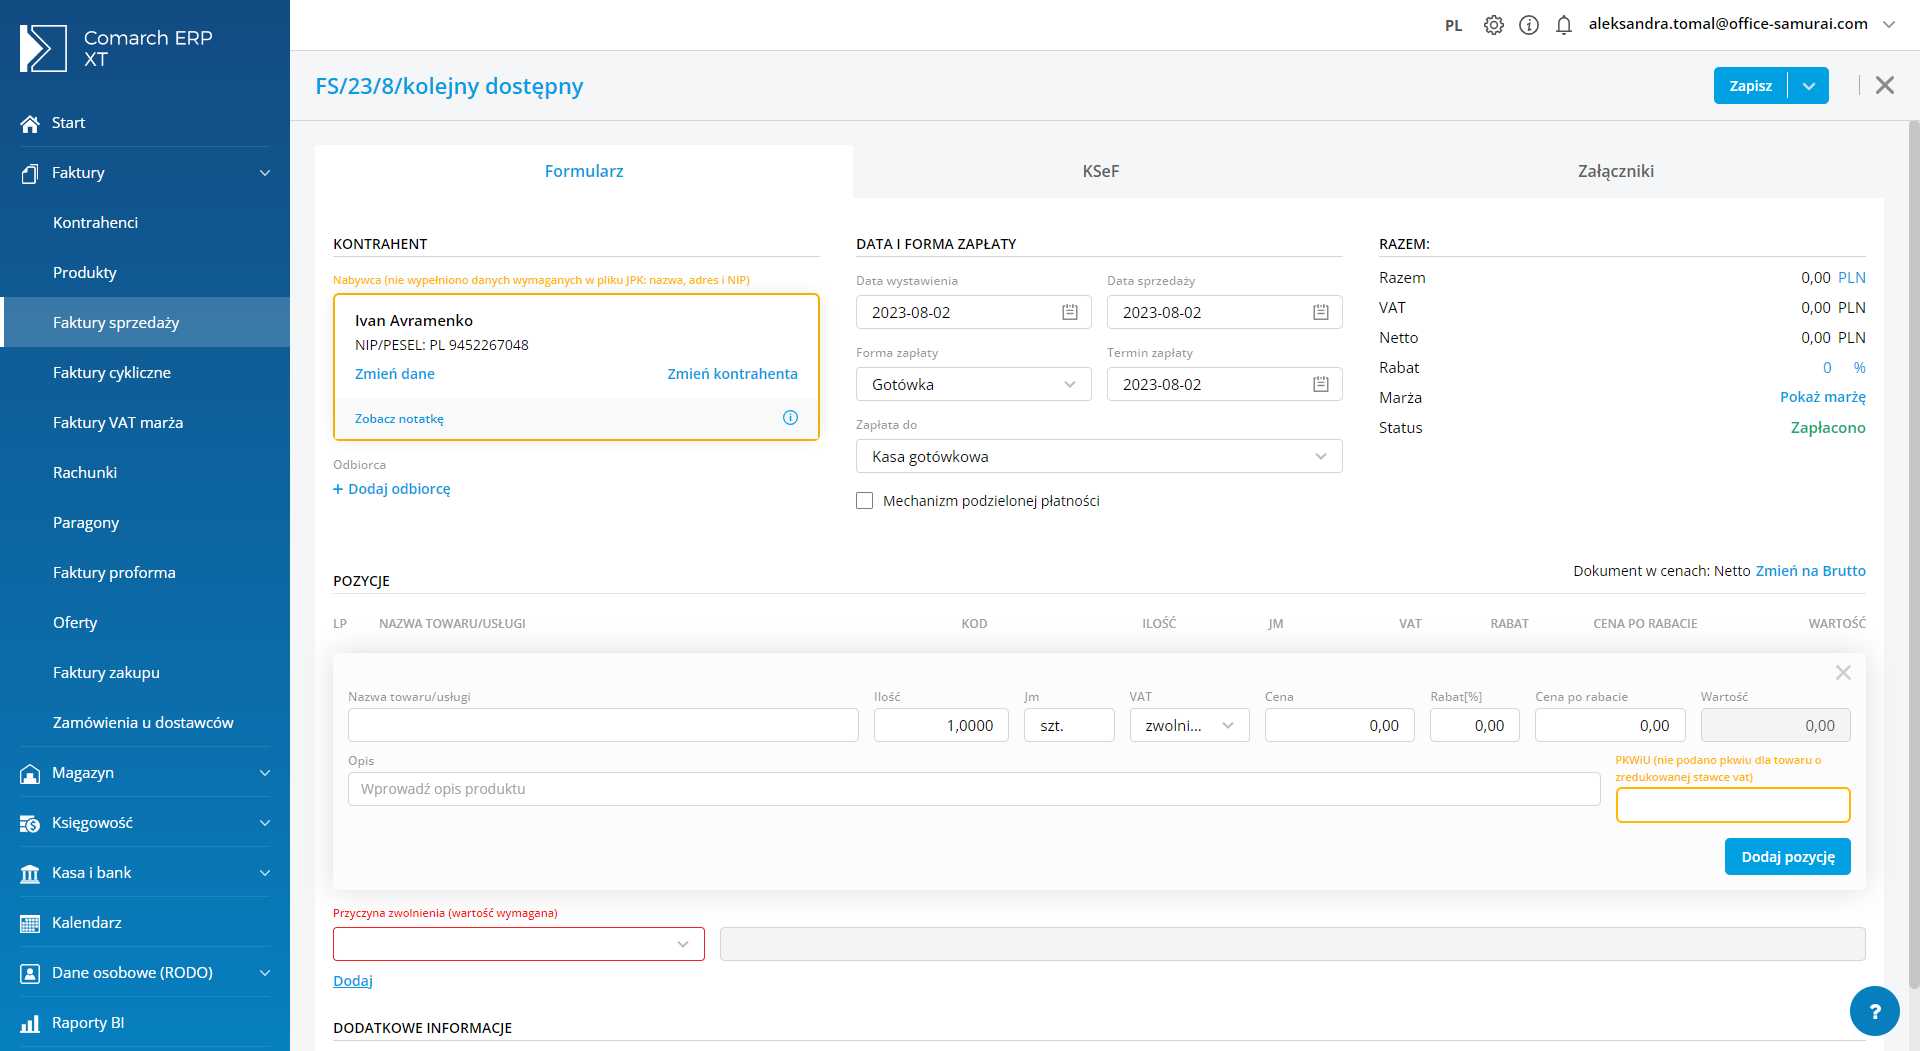 Comarch ERP
XT
Start
Faktury
Kontrahenci
Produkty
Faktury sprzedaży
Faktury cykliczne
Faktury VAT marża
Rachunki
Paragony
Faktury proforma
Oferty
Faktury zakupu
Zamówienia u dostawców
Magazyn
Księgowość
Kasa i bank
Kalendarz
Dane osobowe (RODO)
Raporty BI
PL aleksandra.tomal@office-samurai.com
FS/23/8/kolejny dostępny
Zapisz
Formularz KSeF Załączniki
KONTRAHENT
Nabywca (nie wypełniono danych wymaganych w pliku JPK: nazwa, adres i NIP)
Ivan Avramenko
NIP/PESEL: PL 9452267048
Zmień dane Zmień kontrahenta
Zobacz notatkę
Odbiorca
+ Dodaj odbiorcę
DATA I FORMA ZAPŁATY
Data wystawienia Data sprzedaży
2023-08-02 2023-08-02
Forma zapłaty Termin zapłaty
Gotówka 2023-08-02
Zapłata do
Kasa gotówkowa
Mechanizm podzielonej płatności
RAZEM:
Razem 0,00 PLN
VAT 0,00 PLN
Netto 0,00 PLN
Rabat 0 %
Marża Pokaż marżę
Status Zapłacono
POZYCJE
Dokument w cenach: Netto Zmień na Brutto
LP NAZWA TOWARU/USŁUGI KOD ILOŚĆ JM VAT RABAT CENA PO RABACIE WARTOŚĆ
Nazwa towaru/usługi Ilość Jm VAT Cena Rabat[%] Cena po rabacie Wartość
1,0000 szt. zwolni... 0,00 0,00 0,00 0,00
Opis
Wprowadź opis produktu
PKWiU (nie podano pkwiu dla towaru o
zredukowanej stawce vat)
Dodaj pozycję
Przyczyna zwolnienia (wartość wymagana)
Dodaj
DODATKOWE INFORMACJE
?